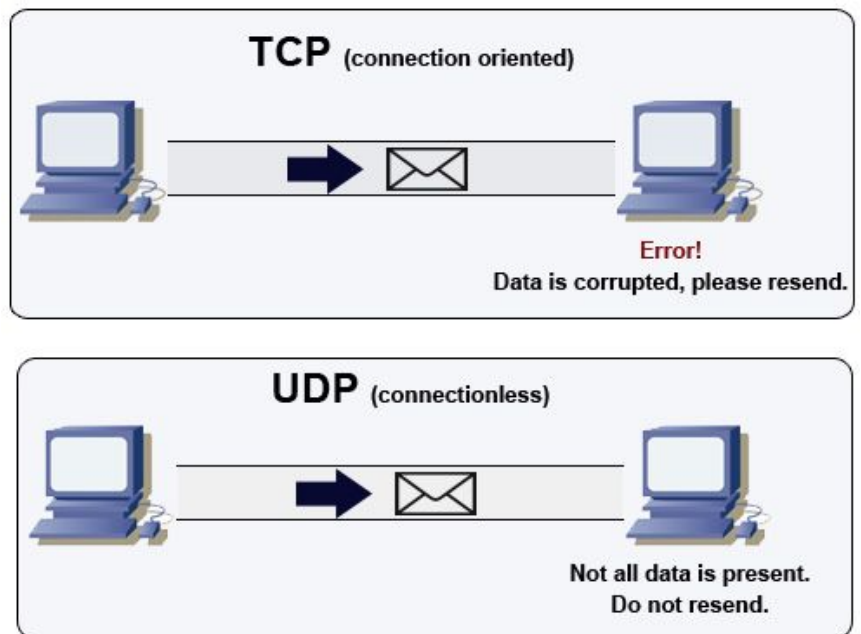 TCP (connection oriented)
Error!
Data is corrupted, please resend.
UDP (connectionless)
Not all data is present.
Do not resend.